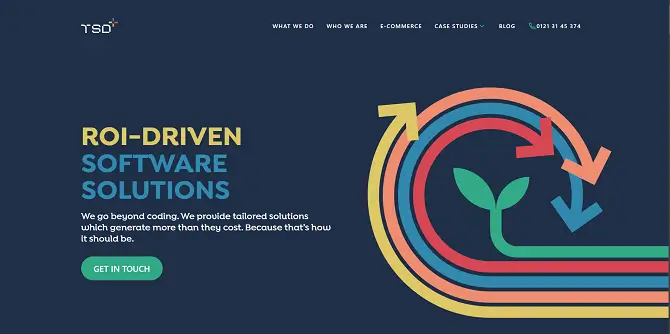 TSD
WHAT WE DO WHO WE ARE E-COMMERCE CASE STUDIES BLOG 0121 31 45 374
ROI-DRIVEN
SOFTWARE
SOLUTIONS
We go beyond coding. We provide tailored solutions
which generate more than they cost. Because that's how
it should be.
GET IN TOUCH